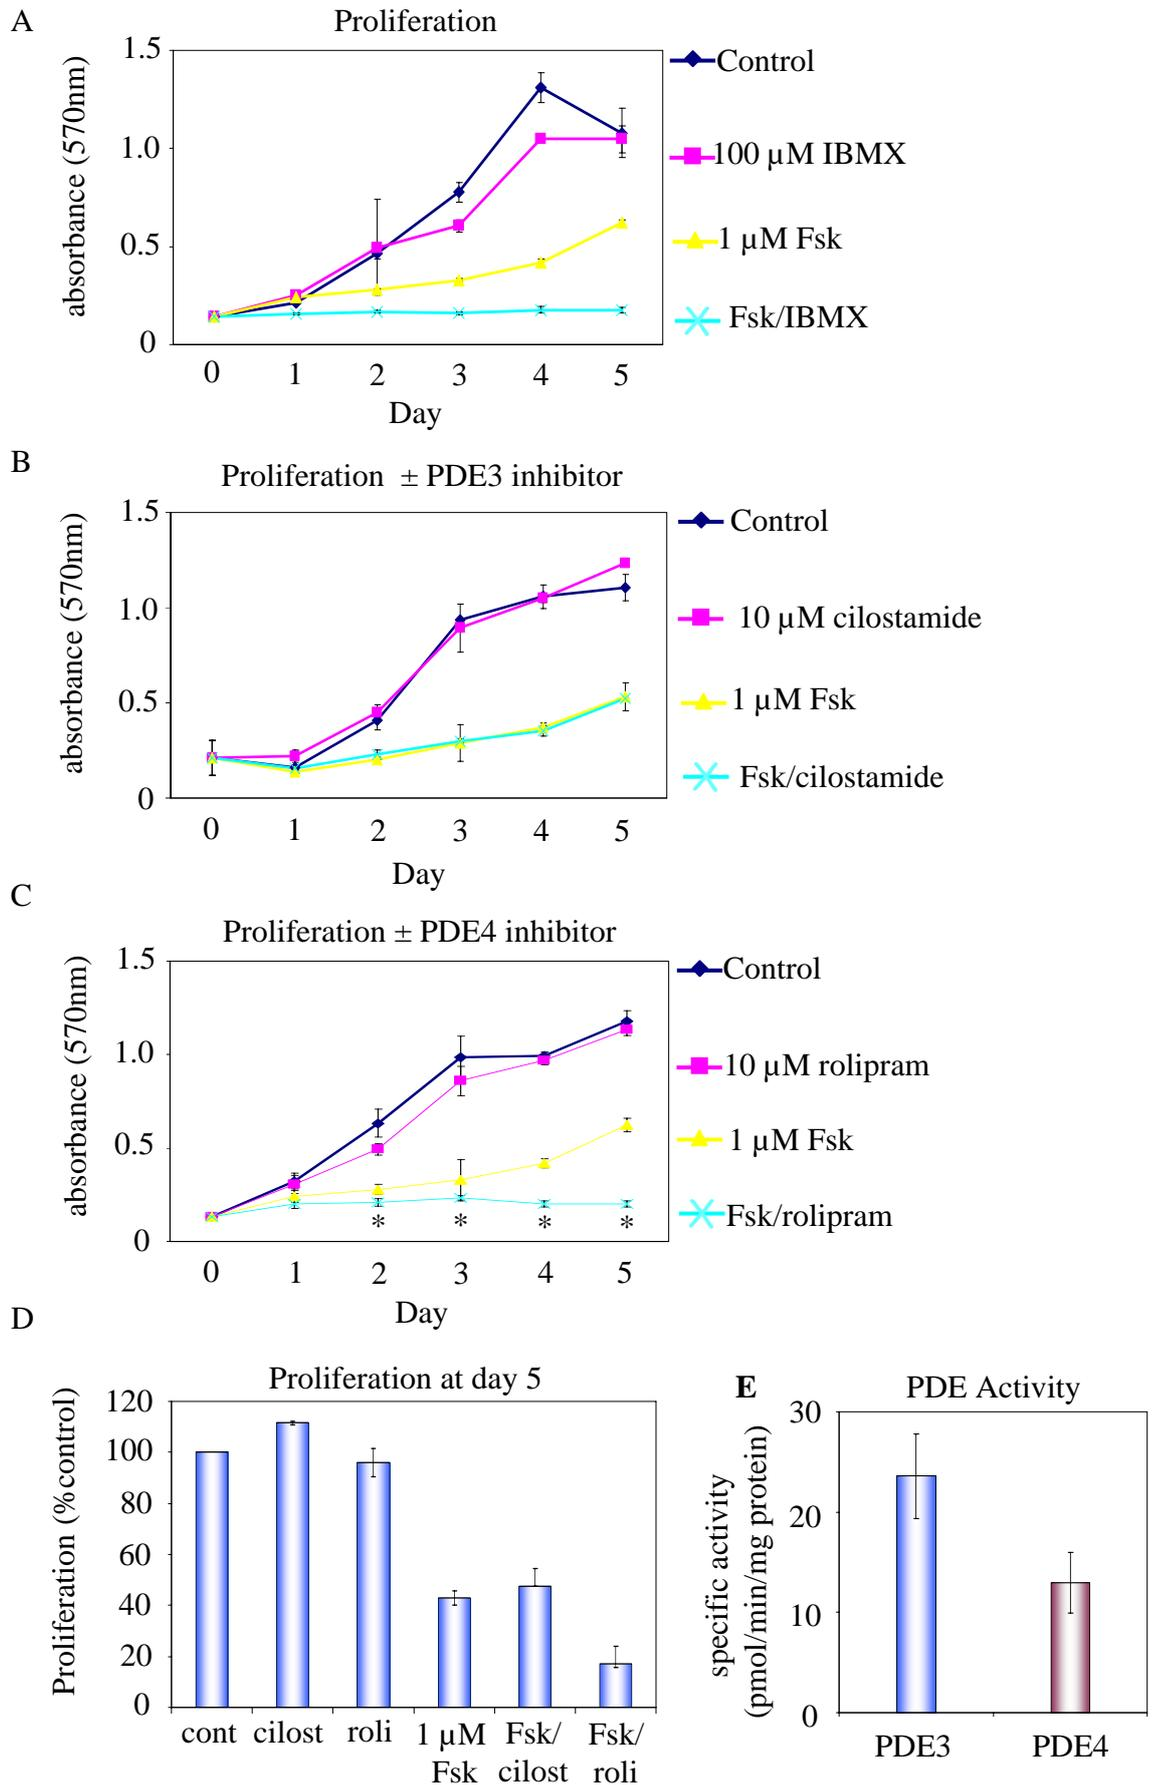 A
Proliferation
absorbance (570nm)
1.5
1.0
0.5
0
0 1 2 3 4 5
Day
Control
100 µM IBMX
1 µM Fsk
Fsk/IBMX
B
Proliferation ± PDE3 inhibitor
absorbance (570nm)
1.5
1.0
0.5
0
0 1 2 3 4 5
Day
Control
10 µM cilostamide
1 µM Fsk
Fsk/cilostamide
C
Proliferation ± PDE4 inhibitor
absorbance (570nm)
1.5
1.0
0.5
0
* * * *
0 1 2 3 4 5
Day
Control
10 µM rolipram
1 µM Fsk
Fsk/rolipram
D
Proliferation at day 5
Proliferation (%control)
120
100
80
60
40
20
0
cont
cilost
roli
1 µM
Fsk
Fsk/
cilost
Fsk/
roli
E
PDE Activity
specific activity
(pmol/min/mg protein)
30
20
10
0
PDE3
PDE4